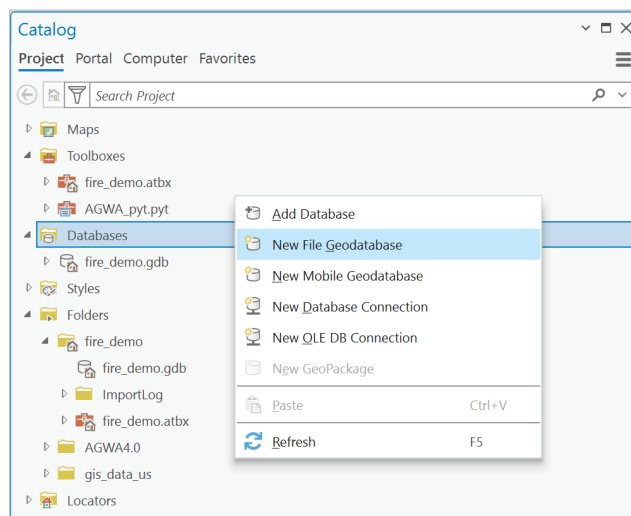 Catalog
Project Portal Computer Favorites
Search Project
Maps
Toolboxes
fire_demo.atbx
AGWA_pyt.pyt
Databases
fire_demo.gdb
Styles
Folders
fire_demo
fire_demo.gdb
ImportLog
fire_demo.atbx
AGWA4.0
gis_data_us
Locators
Add Database
New File Geodatabase
New Mobile Geodatabase
New Database Connection
New OLE DB Connection
New GeoPackage
Paste Ctrl+V
Refresh F5